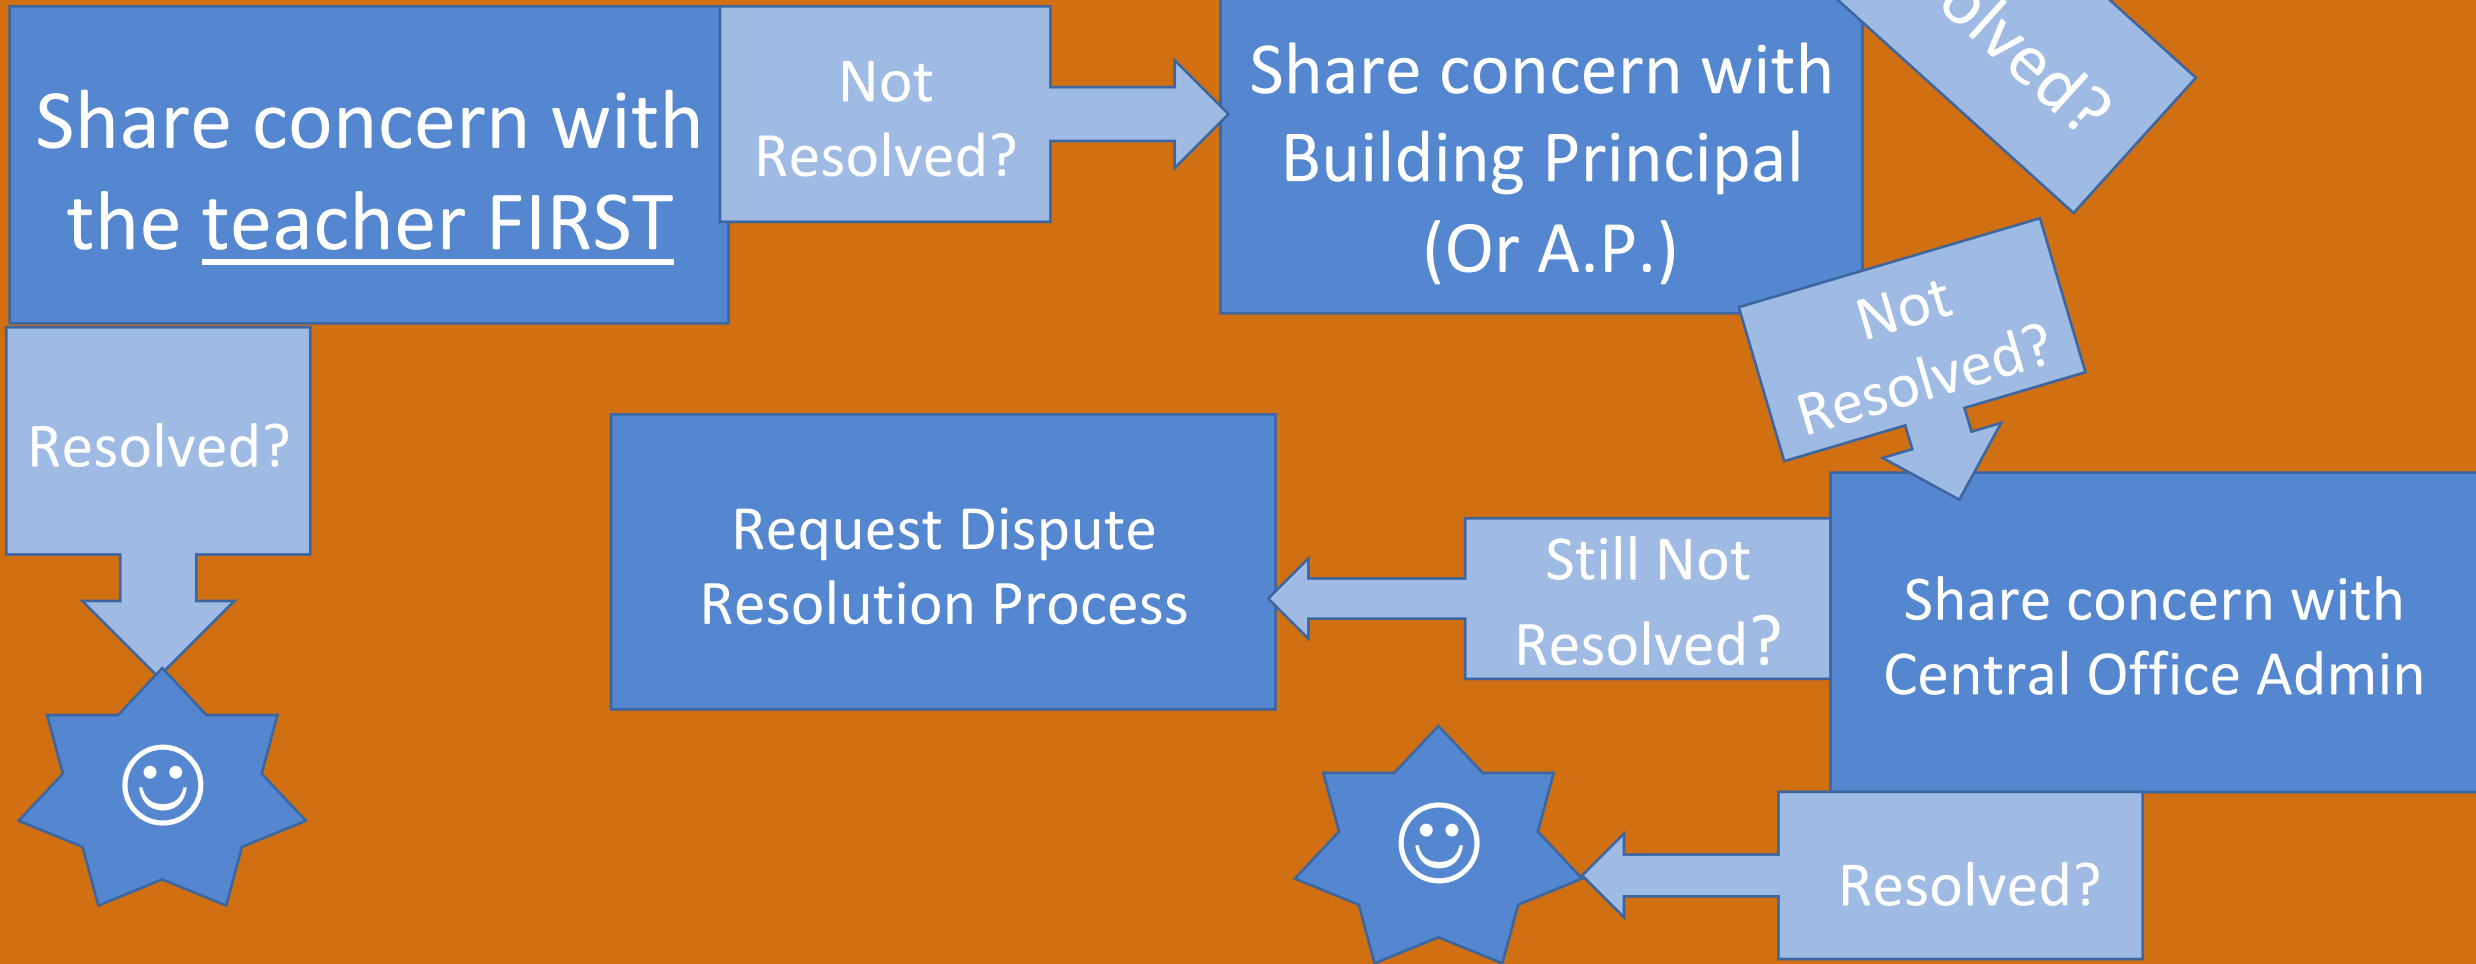 Share concern with
the teacher FIRST
Not
Resolved?
Share concern with
Building Principal
(Or A.P.)
Not
Resolved?
Resolved?
Request Dispute
Resolution Process
Still Not
Resolved?
Share concern with
Central Office Admin
Resolved?